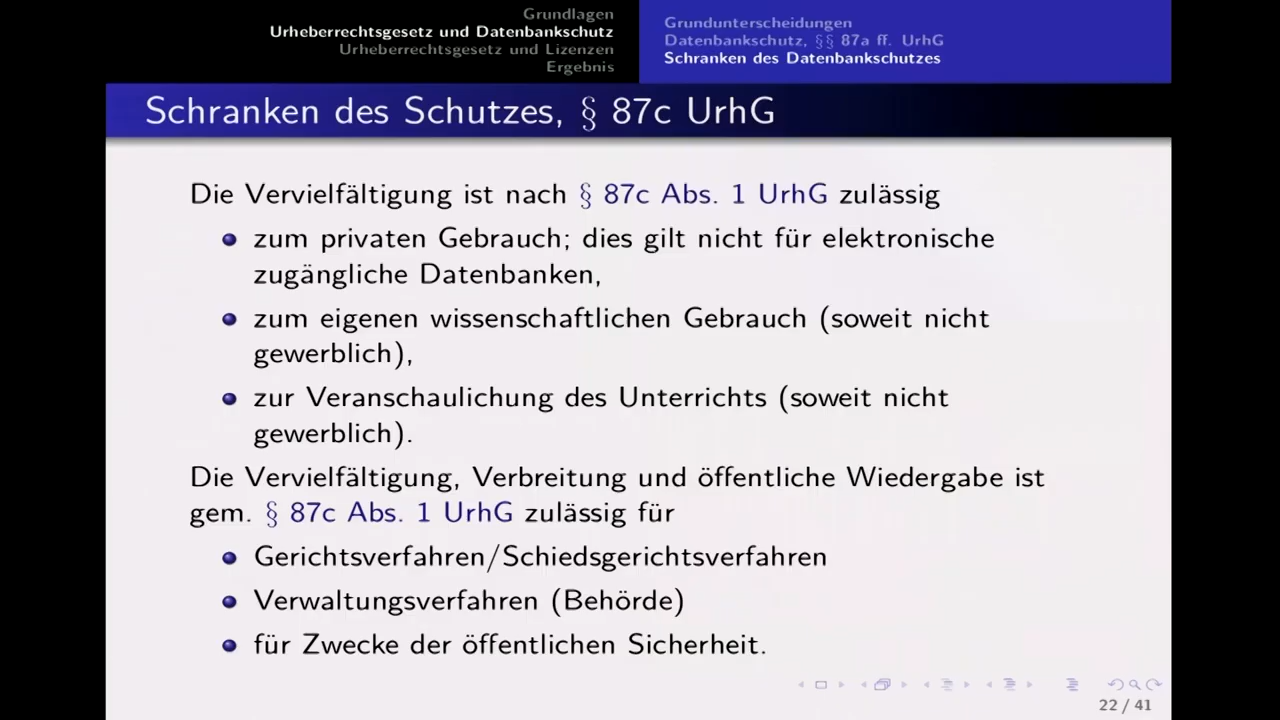 Grundlagen
Urheberrechtsgesetz und Datenbankschutz
Urheberrechtsgesetz und Lizenzen
Ergebnis
Grundunterscheidungen
Datenbankschutz, §§ 87a ff. UrhG
Schranken des Datenbankschutzes
Schranken des Schutzes, § 87c UrhG
Die Vervielfältigung ist nach § 87c Abs. 1 UrhG zulässig
zum privaten Gebrauch; dies gilt nicht für elektronische
zugängliche Datenbanken,
zum eigenen wissenschaftlichen Gebrauch (soweit nicht
gewerblich),
zur Veranschaulichung des Unterrichts (soweit nicht
gewerblich).
Die Vervielfältigung, Verbreitung und öffentliche Wiedergabe ist
gem. § 87c Abs. 1 UrhG zulässig für
Gerichtsverfahren/Schiedsgerichtsverfahren
Verwaltungsverfahren (Behörde)
für Zwecke der öffentlichen Sicherheit.
22 / 41